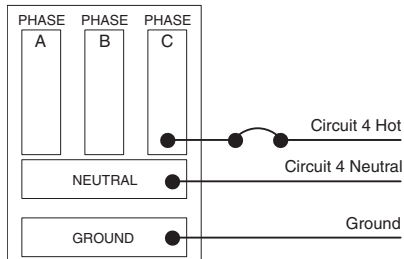 PHASE PHASE PHASE
A B C
Circuit 4 Hot
Circuit 4 Neutral
NEUTRAL
Ground
GROUND